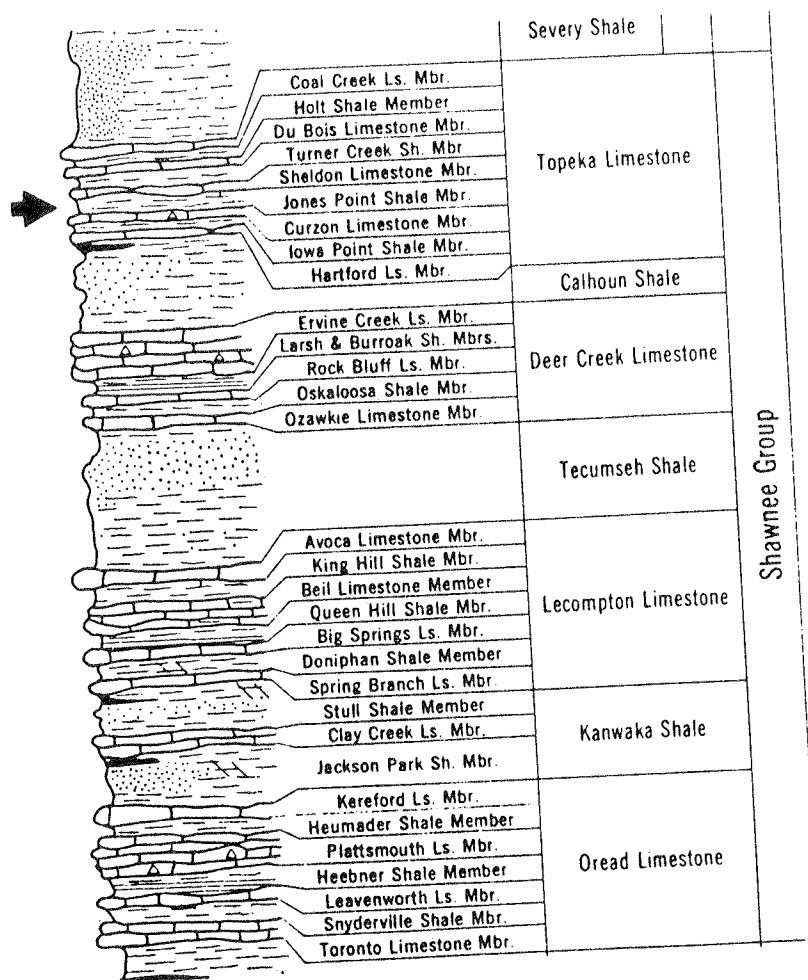 Severy Shale
Coal Creek Ls. Mbr.
Holt Shale Member
Du Bois Limestone Mbr.
Turner Creek Sh. Mbr
Sheldon Limestone Mbr.
Jones Point Shale Mbr.
Curzon Limestone Mbr.
Iowa Point Shale Mbr.
Hartford Ls. Mbr.
Topeka Limestone
Calhoun Shale
Ervine Creek Ls. Mbr.
Larsh & Burroak Sh. Mbrs.
Rock Bluff Ls. Mbr.
Oskaloosa Shale Mbr.
Ozawkie Limestone Mbr.
Deer Creek Limestone
Tecumseh Shale
Avoca Limestone Mbr.
King Hill Shale Mbr.
Beil Limestone Member
Queen Hill Shale Mbr.
Big Springs Ls. Mbr.
Doniphan Shale Member
Spring Branch Ls. Mbr.
Lecompton Limestone
Stull Shale Member
Clay Creek Ls. Mbr.
Jackson Park Sh. Mbr.
Kanwaka Shale
Kereford Ls. Mbr.
Heumader Shale Member
Plattsmouth Ls. Mbr.
Heebner Shale Member
Leavenworth Ls. Mbr.
Snyderville Shale Mbr.
Toronto Limestone Mbr.
Oread Limestone
Shawnee Group